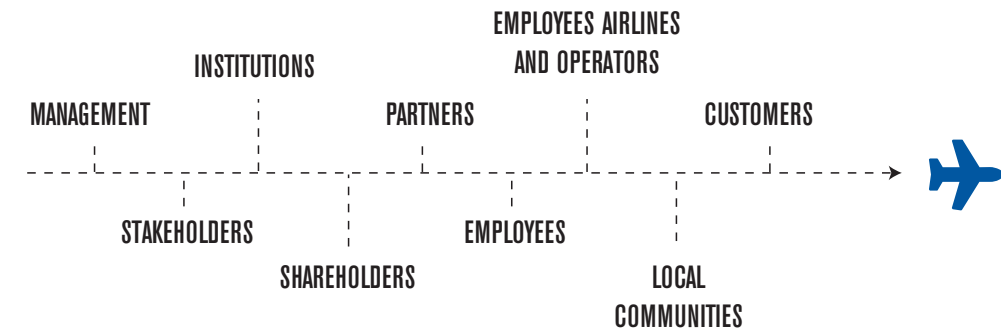 EMPLOYEES AIRLINES
AND OPERATORS
INSTITUTIONS
MANAGEMENT
PARTNERS
CUSTOMERS
STAKEHOLDERS
EMPLOYEES
SHAREHOLDERS
LOCAL
COMMUNITIES